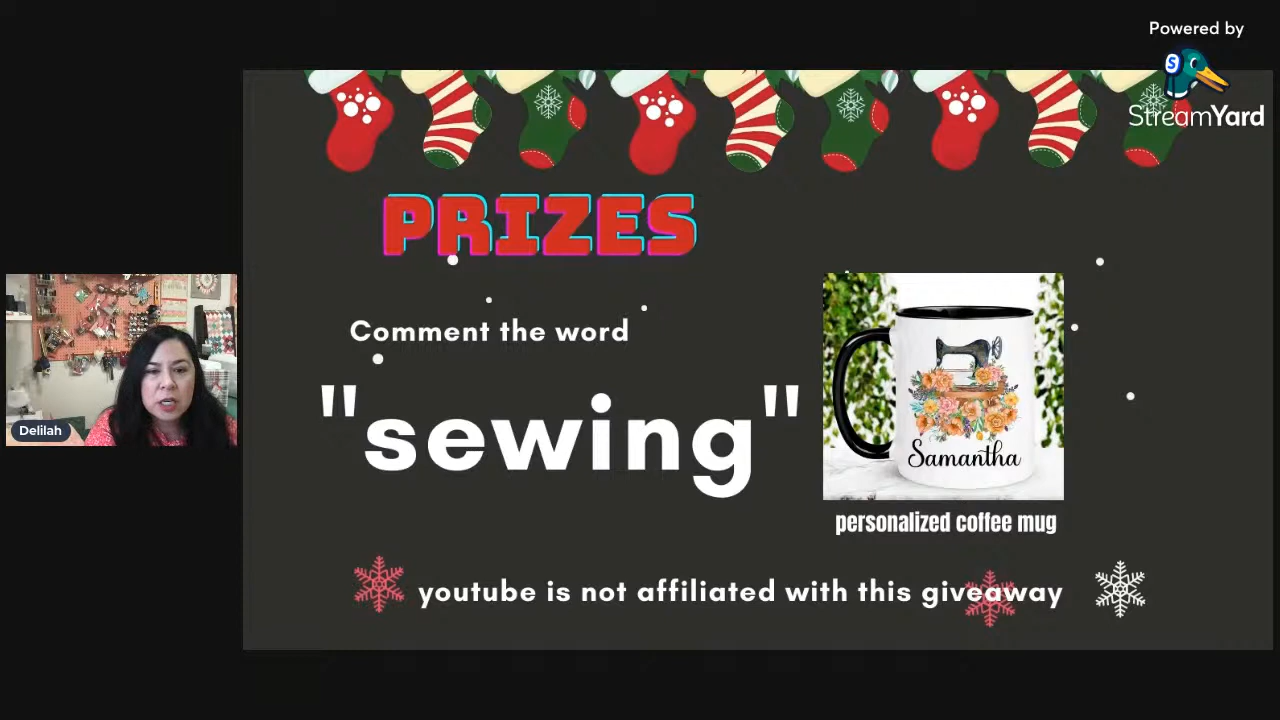 Powered by
StreamYard
PRIZES
Comment the word
"sewing"
Samantha
personalized coffee mug
Delilah
youtube is not affiliated with this giveaway